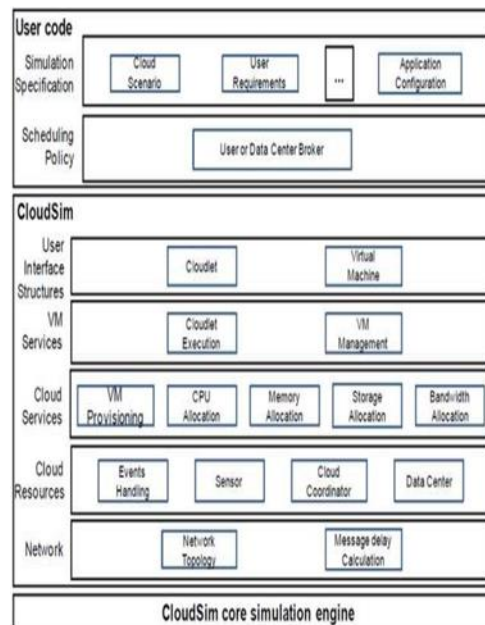 User code
Simulation
Specification
Cloud
Scenario
User
Requirements
...
Application
Configuration
Scheduling
Policy
User or Data Center Broker
CloudSim
User
Interface
Structures
Cloudlet
Virtual
Machine
VM
Services
Cloudlet
Execution
VM
Management
Cloud
Services
VM
Provisioning
CPU
Allocation
Memory
Allocation
Storage
Allocation
Bandwidth
Allocation
Cloud
Resources
Events
Handling
Sensor
Cloud
Coordinator
Data Center
Network
Network
Topology
Message delay
Calculation
CloudSim core simulation engine